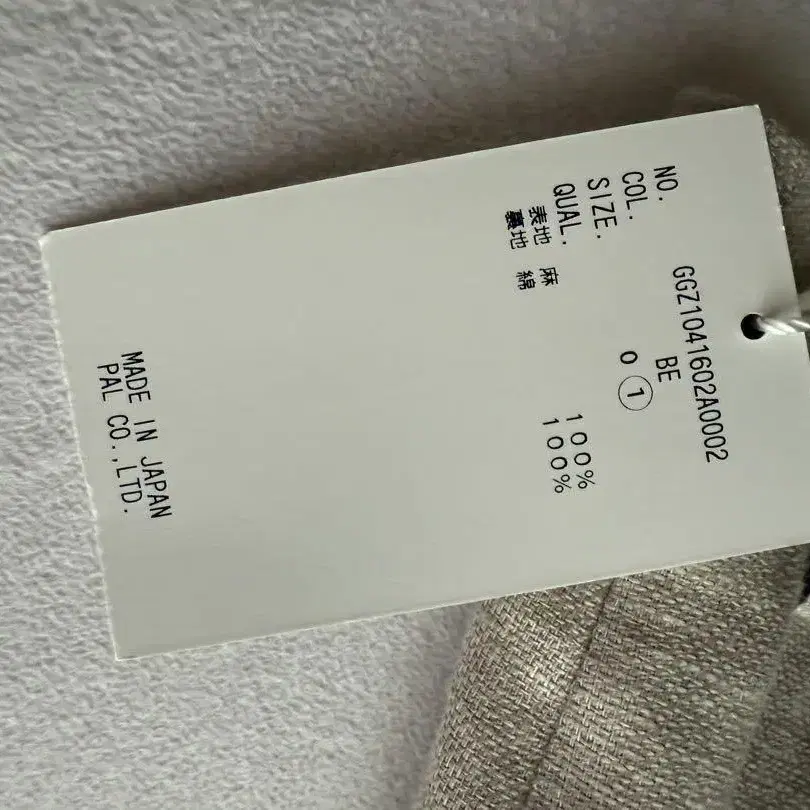 NO. GGZ1041602A0002
COL. BE
SIZE. 0 ①
QUAL.
表地 麻 100%
裏地 綿 100%
MADE IN JAPAN
PAL CO.,LTD.